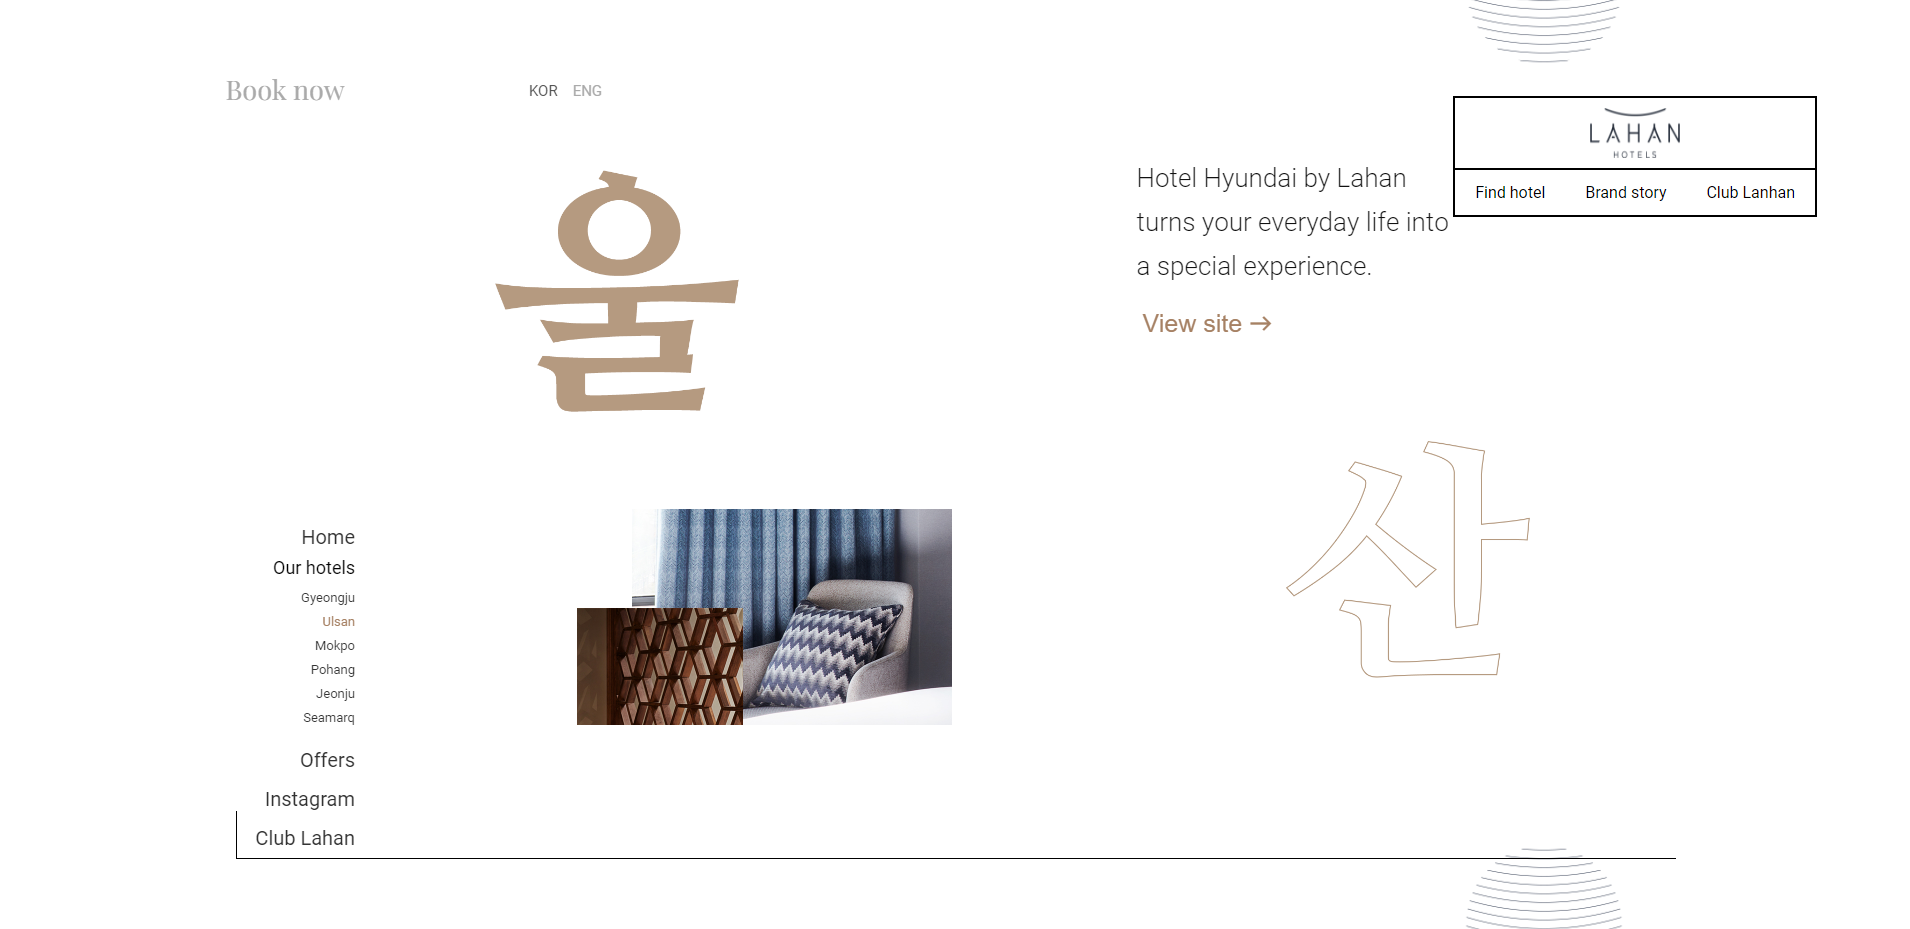 Book now
KOR ENG
LAHAN
HOTELS
Find hotel Brand story Club Lanhan
울
Hotel Hyundai by Lahan
turns your everyday life into
a special experience.
View site →
산
Home
Our hotels
Gyeongju
Ulsan
Mokpo
Pohang
Jeonju
Seamarq
Offers
Instagram
Club Lahan